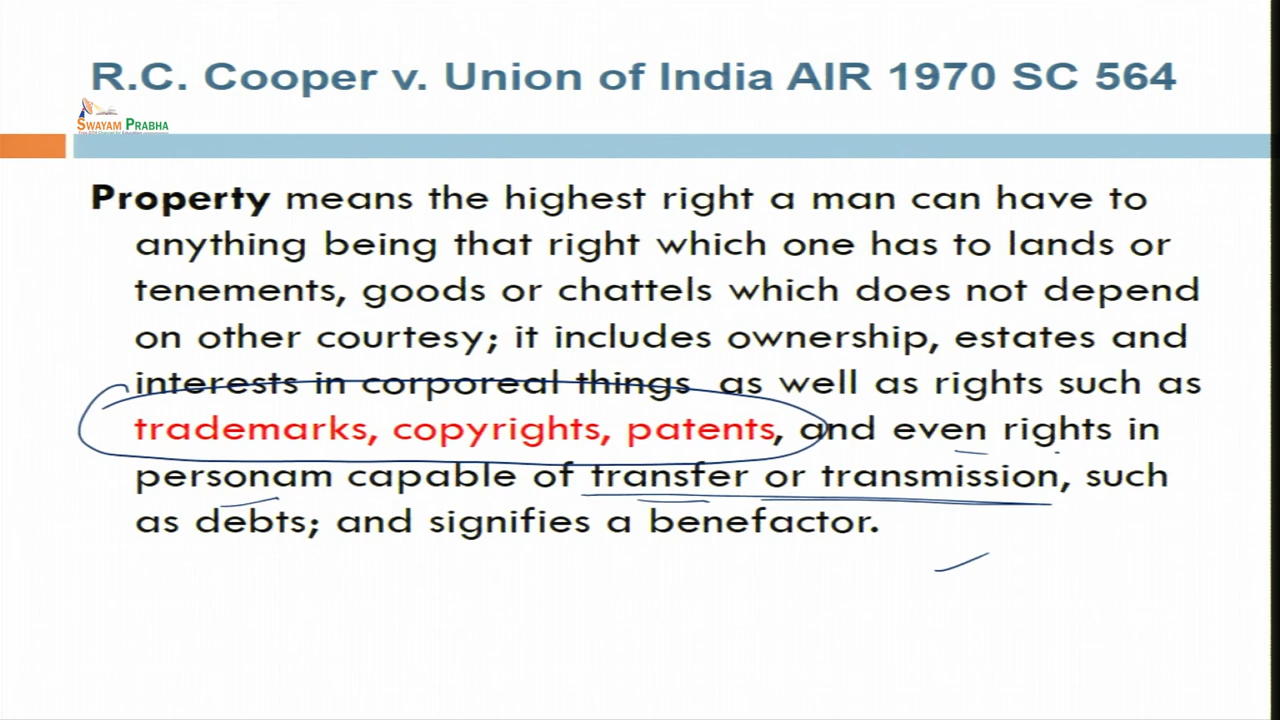 R.C. Cooper v. Union of India AIR 1970 SC 564
SWAYAM PRABHA
Property means the highest right a man can have to
anything being that right which one has to lands or
tenements, goods or chattels which does not depend
on other courtesy; it includes ownership, estates and
interests in corporeal things as well as rights such as
trademarks, copyrights, patents, and even rights in
personam capable of transfer or transmission, such
as debts; and signifies a benefactor.